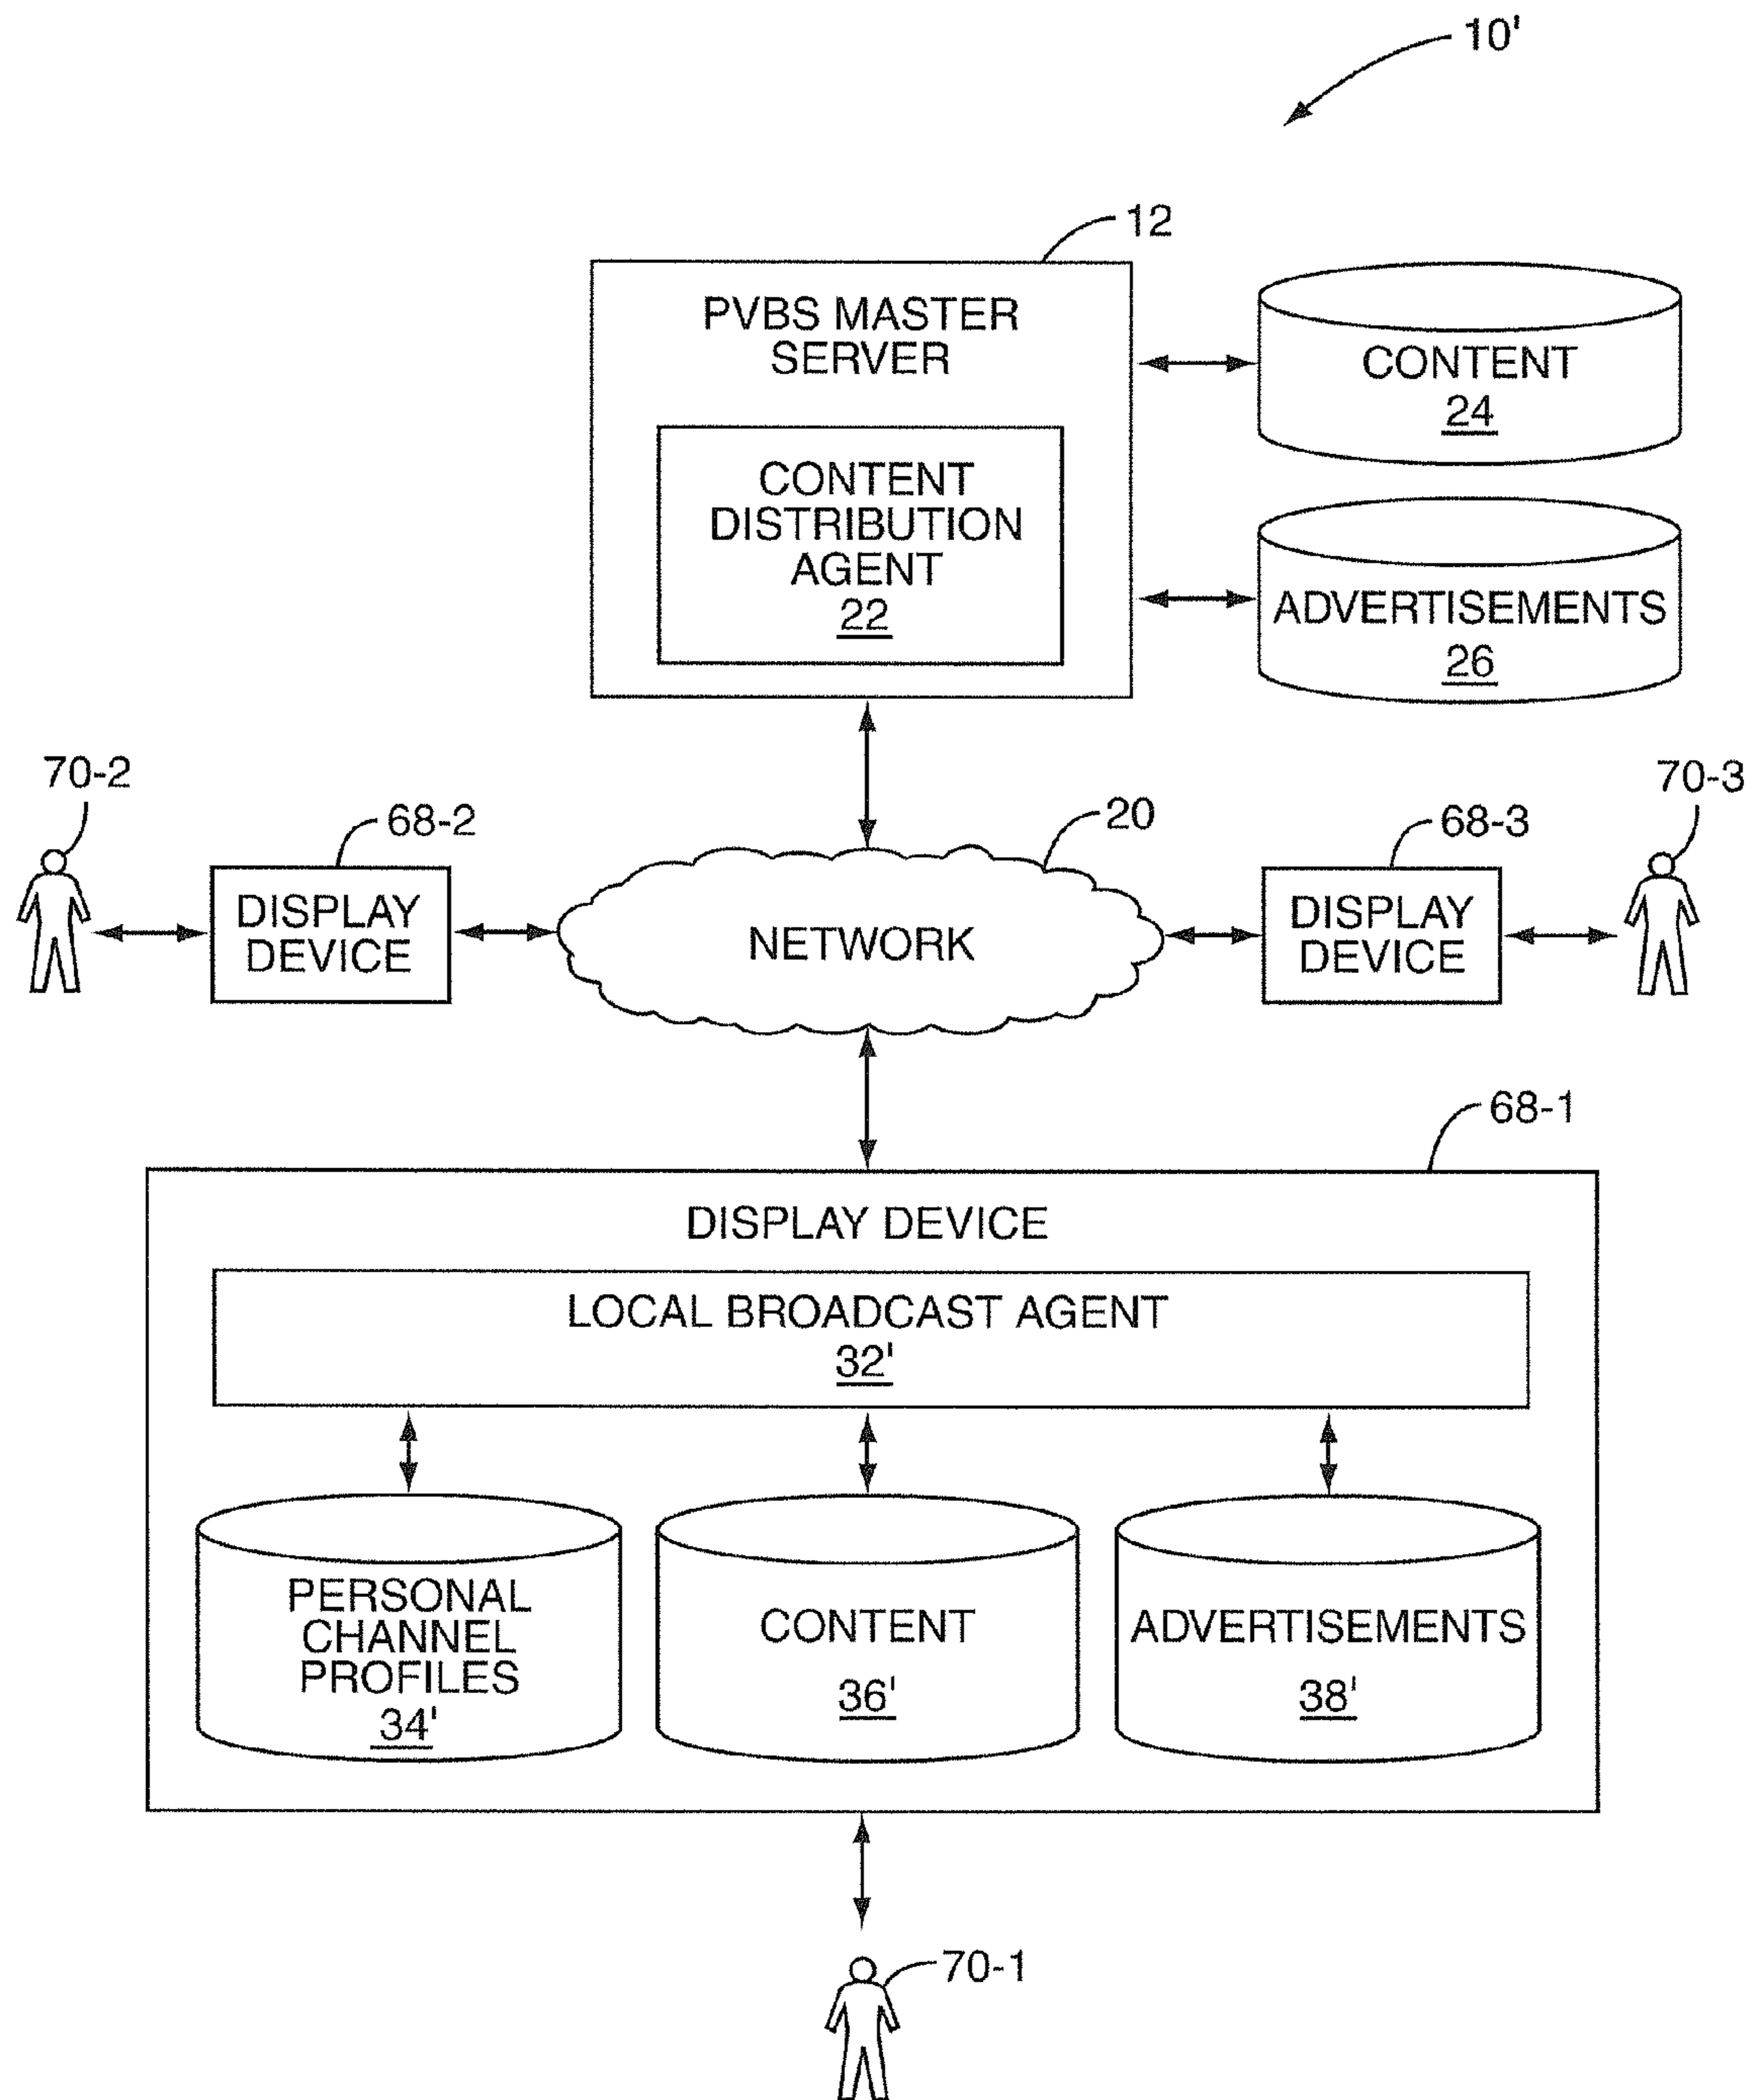 10'
12
PVBS MASTER
SERVER
CONTENT
DISTRIBUTION
AGENT
22
CONTENT
24
ADVERTISEMENTS
26
70-2
68-2
DISPLAY
DEVICE
20
NETWORK
68-3
DISPLAY
DEVICE
70-3
68-1
DISPLAY DEVICE
LOCAL BROADCAST AGENT
32'
PERSONAL
CHANNEL
PROFILES
34'
CONTENT
36'
ADVERTISEMENTS
38'
70-1